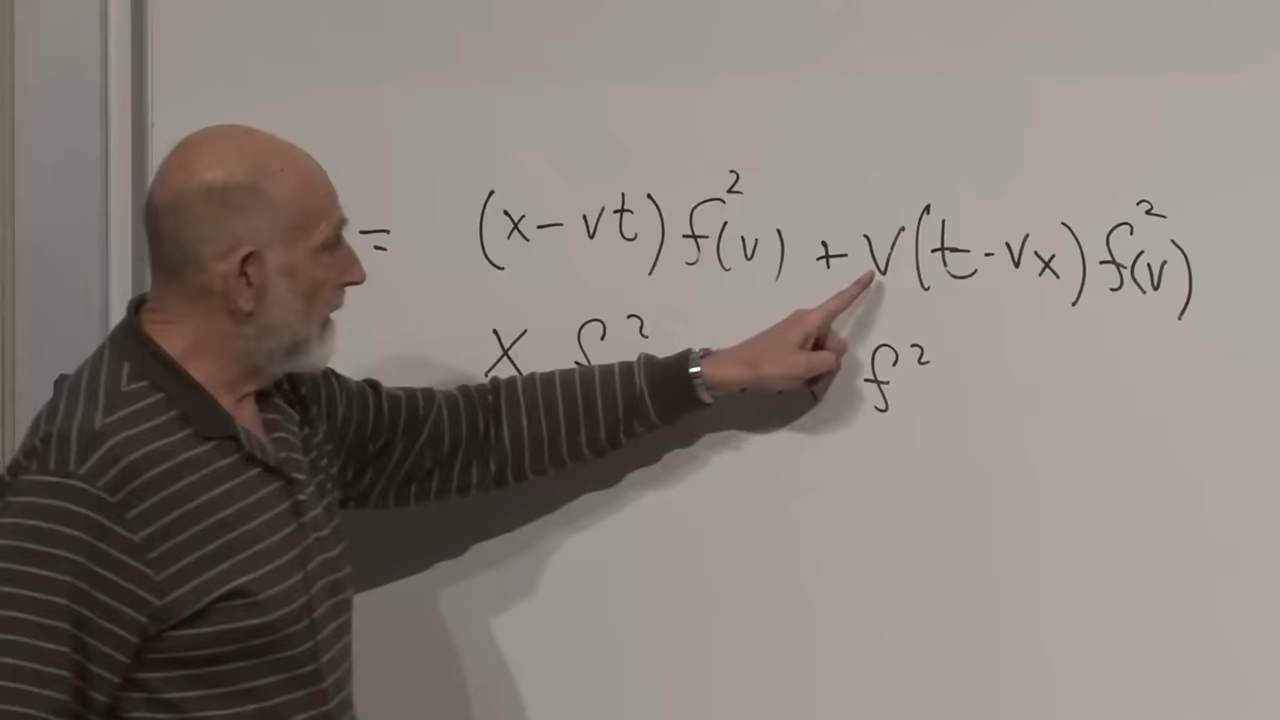 = (x - vt) f²(v) + v(t - vx) f²(v)
x f² f²